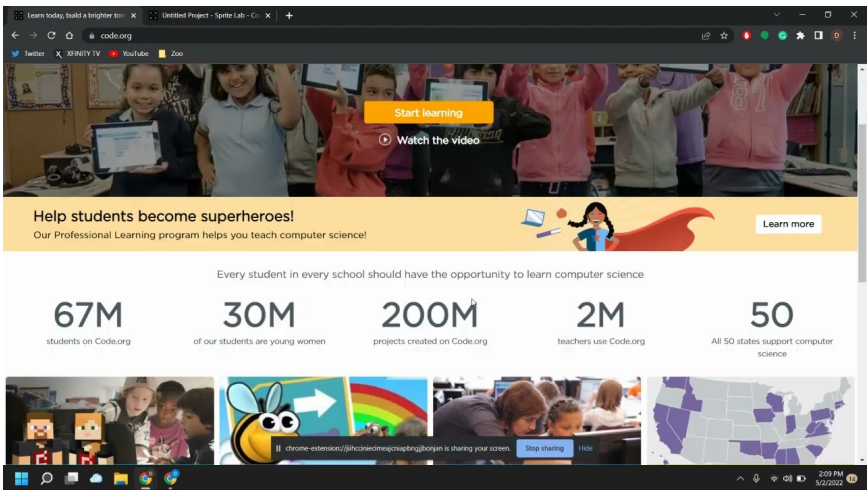 Learn today, build a brighter tom
Untitled Project - Sprite Lab - Co
code.org
Twitter
XFINITY TV
YouTube
Zoo
Start learning
Watch the video
Help students become superheroes!
Our Professional Learning program helps you teach computer science!
Learn more
Every student in every school should have the opportunity to learn computer science
67M
students on Code.org
30M
of our students are young women
200M
projects created on Code.org
2M
teachers use Code.org
50
All 50 states support computer
science
chrome-extension://jiihcciniecimeajcniapbngjjbonjan is sharing your screen.
Stop sharing
Hide
2:09 PM
5/2/2022